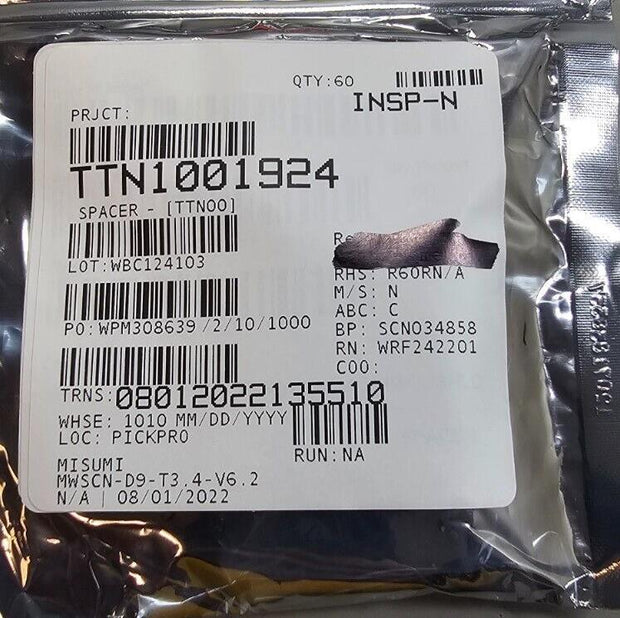 QTY:60
INSP-N
PRJCT:
TTN1001924
SPACER - [TTN00]
LOT:WBC124103
RHS: R60RN/A
M/S: N
ABC: C
PO:WPM308639 /2/10/1000
BP: SCN034858
RN: WRF242201
COO:
TRNS:08012022135510
WHSE: 1010 MM/DD/YYYY
LOC: PICKPRO
RUN:NA
MISUMI
MWSCN-D9-T3.4-V6.2
N/A | 08/01/2022